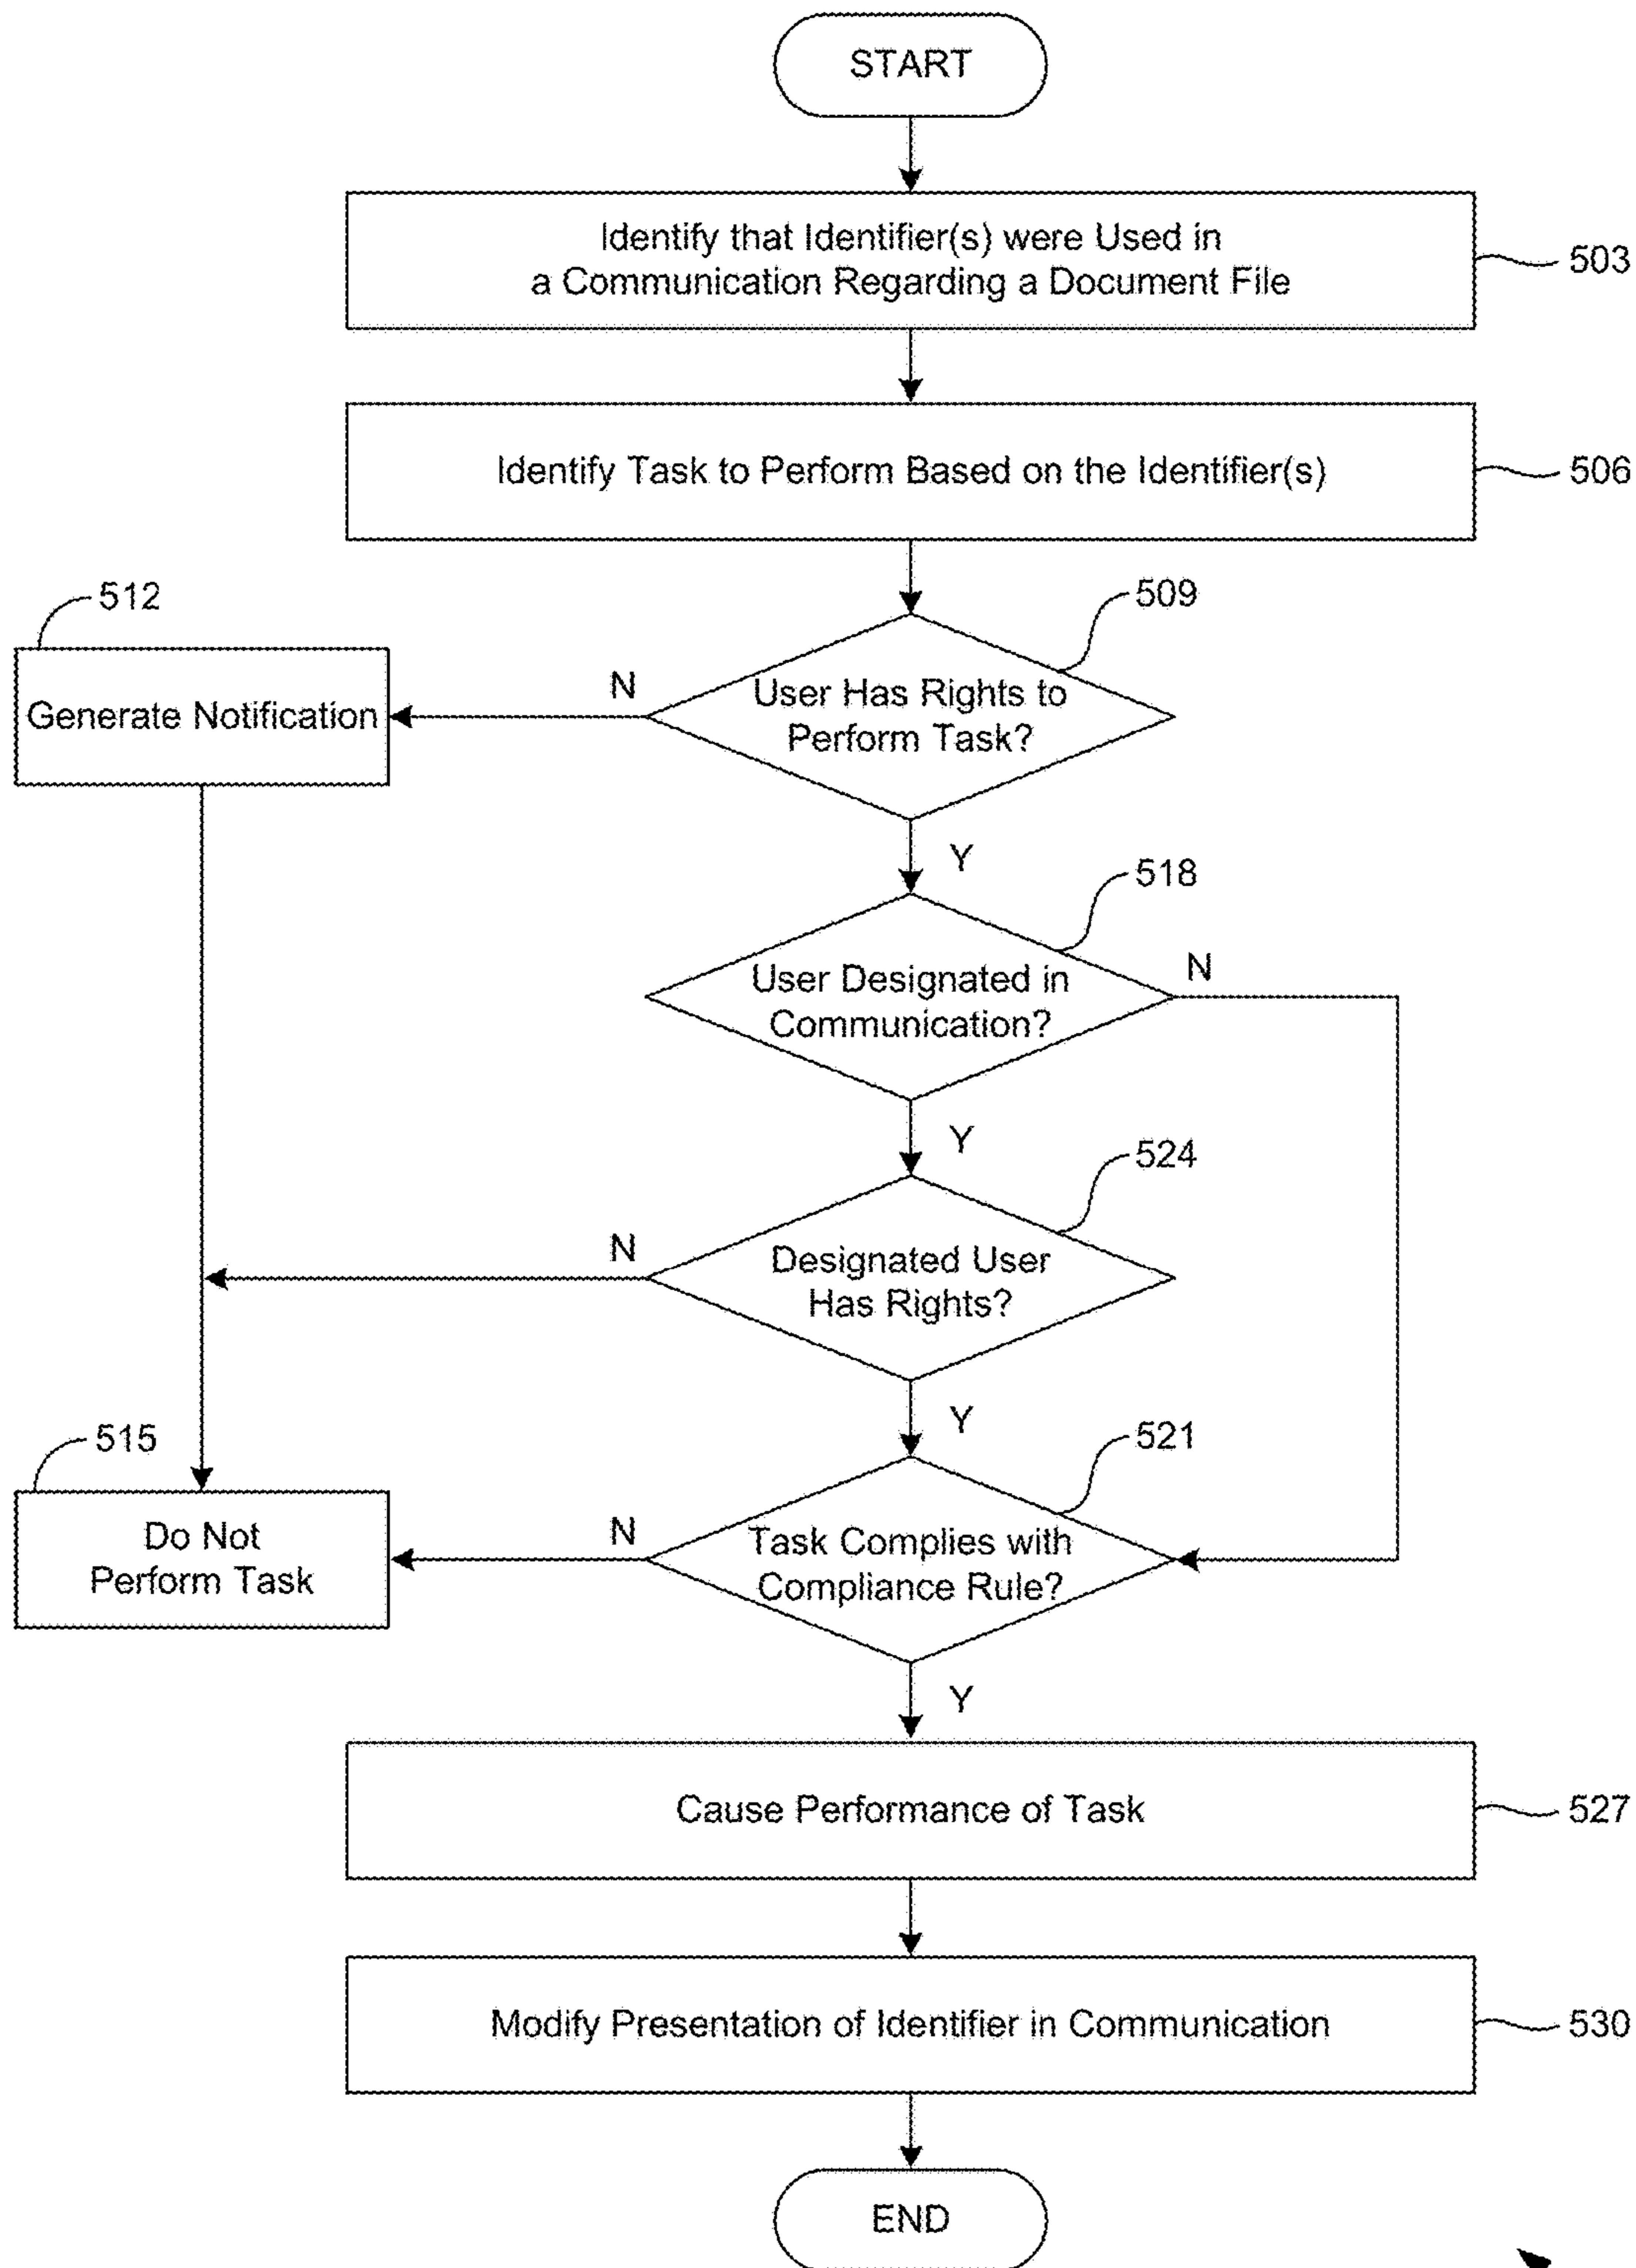 START
Identify that Identifier(s) were Used in
a Communication Regarding a Document File
503
Identify Task to Perform Based on the Identifier(s)
506
512
Generate Notification
N
User Has Rights to
Perform Task?
509
Y
User Designated in
Communication?
518
N
Y
524
N
Designated User
Has Rights?
Y
515
Do Not
Perform Task
N
Task Complies with
Compliance Rule?
521
Y
Cause Performance of Task
527
Modify Presentation of Identifier in Communication
530
END